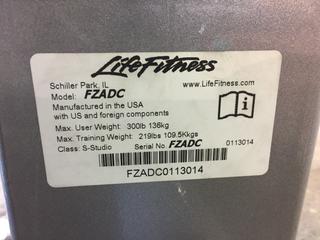 LifeFitness
Schiller Park, IL
www.LifeFitness.com
Model: FZADC
Manufactured in the USA
with US and foreign components
Max. User Weight: 300lb 136kg
Max. Training Weight: 219lbs 109.5Kkgs
Class: S-Studio Serial No. FZADC 0113014
FZADC0113014